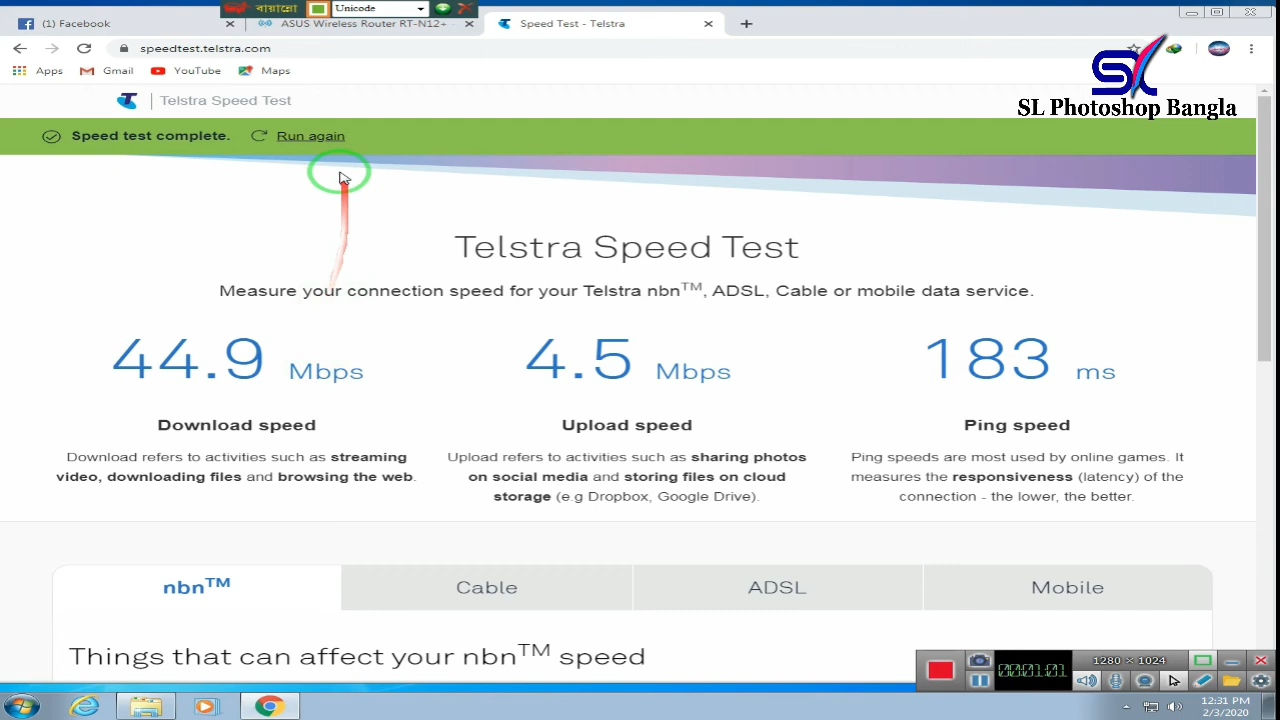 বায়ান্নো
Unicode
(1) Facebook
ASUS Wireless Router RT-N12+
Speed Test - Telstra
speedtest.telstra.com
Apps
Gmail
YouTube
Maps
SL Photoshop Bangla
Telstra Speed Test
Speed test complete. Run again
Telstra Speed Test
Measure your connection speed for your Telstra nbn™, ADSL, Cable or mobile data service.
44.9 Mbps
4.5 Mbps
183 ms
Download speed
Upload speed
Ping speed
Download refers to activities such as streaming
video, downloading files and browsing the web.
Upload refers to activities such as sharing photos
on social media and storing files on cloud
storage (e.g Dropbox, Google Drive).
Ping speeds are most used by online games. It
measures the responsiveness (latency) of the
connection - the lower, the better.
nbn™
Cable
ADSL
Mobile
Things that can affect your nbn™ speed
00:01:01
1280 × 1024
12:31 PM
2/3/2020